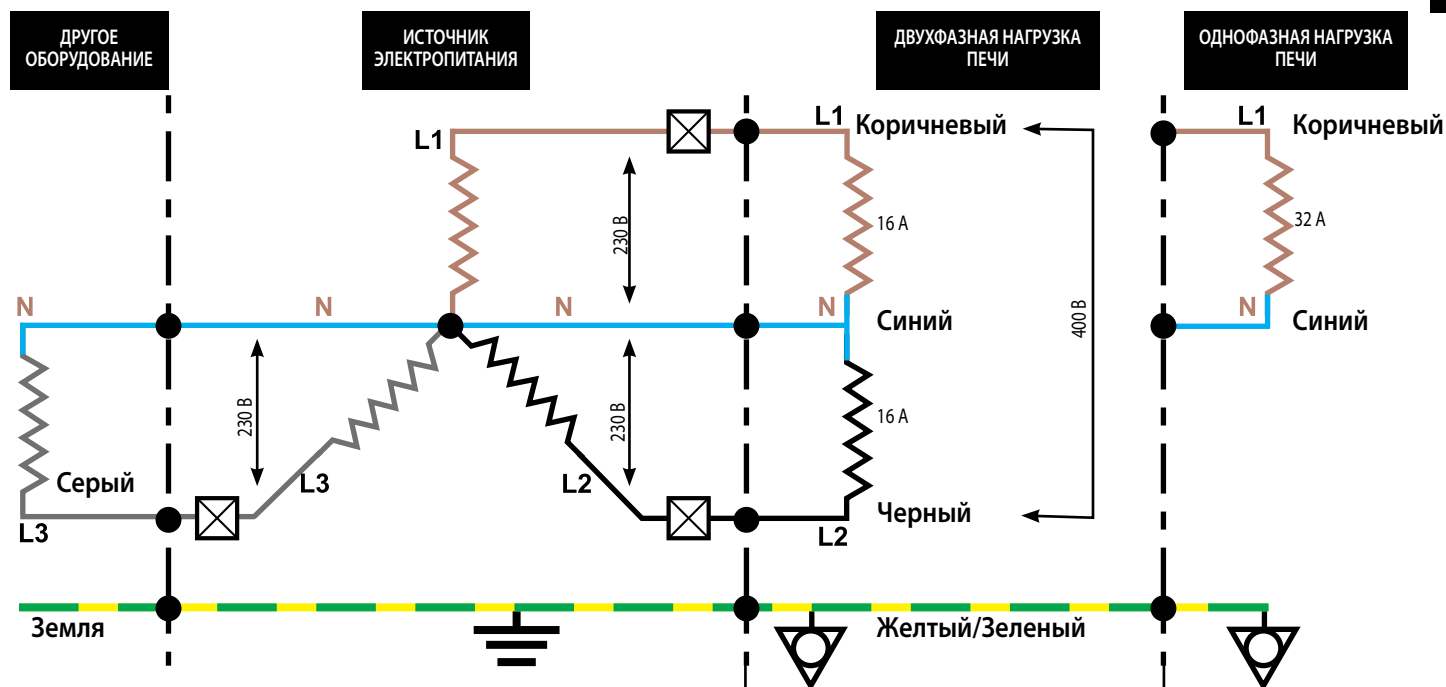 ДРУГОЕ
ОБОРУДОВАНИЕ
ИСТОЧНИК
ЭЛЕКТРОПИТАНИЯ
ДВУХФАЗНАЯ НАГРУЗКА
ПЕЧИ
ОДНОФАЗНАЯ НАГРУЗКА
ПЕЧИ
L1
L1
Коричневый
L1
Коричневый
230 В
16 А
32 А
400 В
N
N
N
N
Синий
N
Синий
230 В
230 В
16 А
Серый
L3
L3
L2
L2
Черный
Земля
Желтый/Зеленый